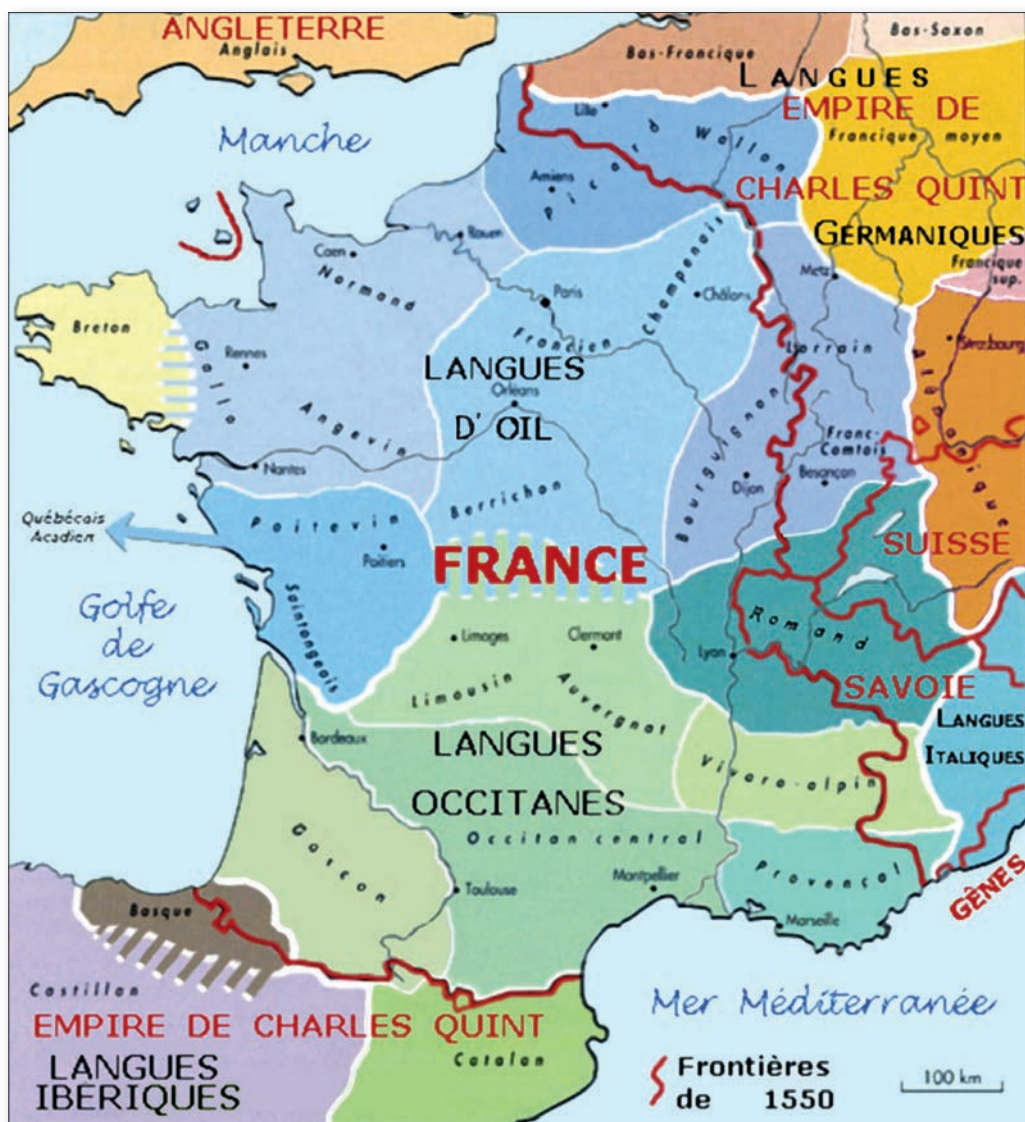 ANGLETERRE
Anglais
Bas-Francique
Bas-Saxon
LANGUES
EMPIRE DE
Francique moyen
CHARLES QUINT
GERMANIQUES
Francique
sup.
Manche
Lille
Picard Wallon
Amiens
Rouen
Caen
Normand
Metz
Paris
Châlons
Champenais
Francien
Breton
Gallo
Rennes
Lorrain
Strasbourg
Alémanique
LANGUES
D'OIL
Orléans
Angevin
Nantes
Bourguignon
Franc-
Comtois
Besançon
Dijon
Berrichon
Québécois
Acadien
Poitevin
Poitiers
FRANCE
SUISSE
Saintongeais
Golfe
de
Gascogne
Limoges
Clermont
Romand
Lyon
SAVOIE
Limousin
Auvergnat
LANGUES
ITALIQUES
Bordeaux
LANGUES
OCCITANES
Vivaro-alpin
Occitan central
Gascon
Toulouse
Montpellier
Provençal
Marseille
GÊNES
Basque
Castillan
EMPIRE DE CHARLES QUINT
Catalan
LANGUES
IBERIQUES
Mer Méditerranée
Frontières
de 1550
100 km